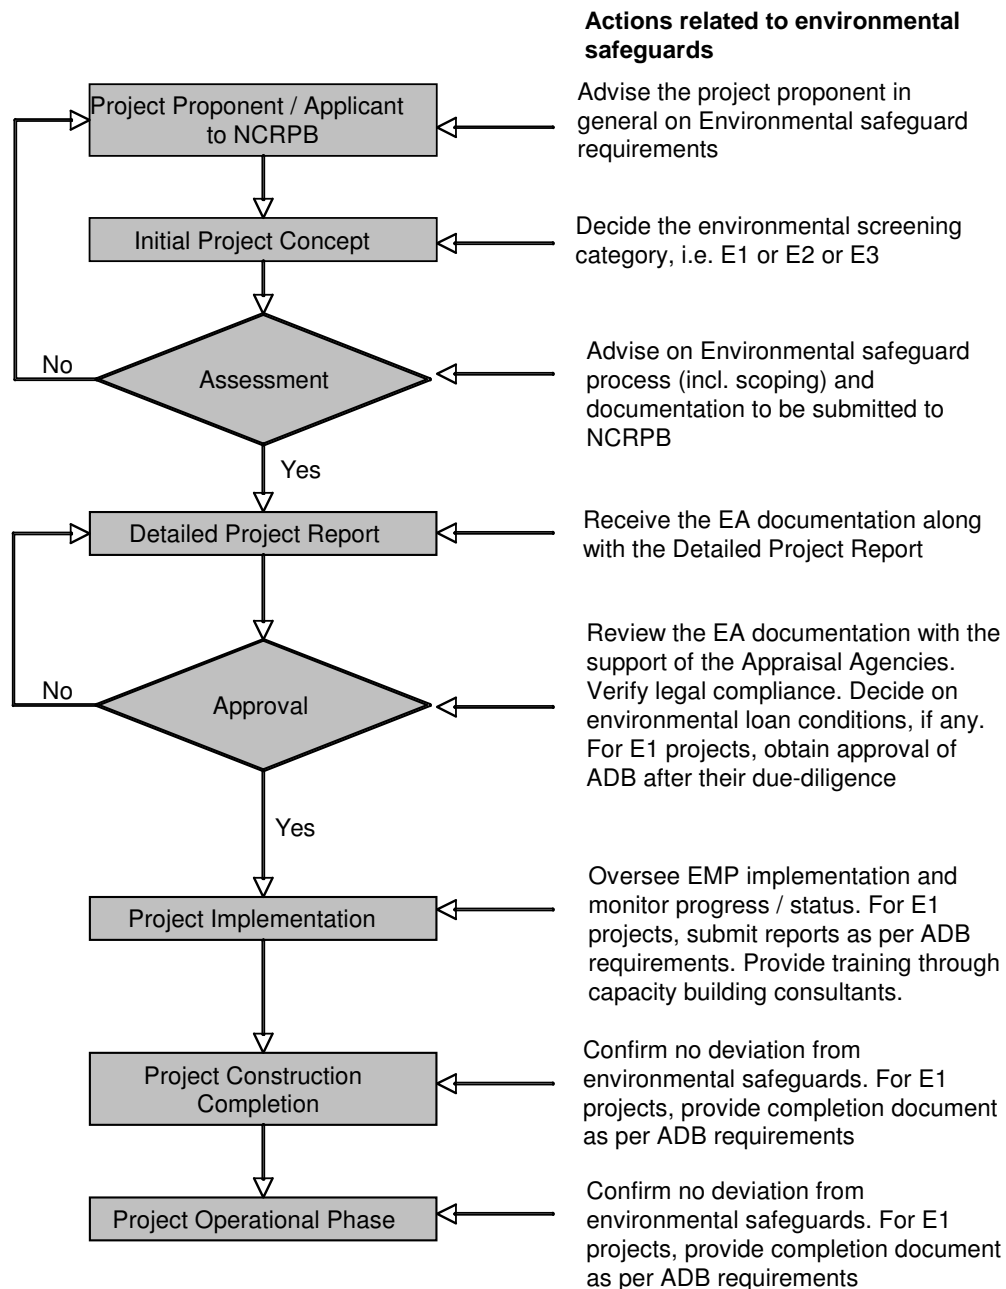 Actions related to environmental
safeguards
Project Proponent / Applicant
to NCRPB
Advise the project proponent in
general on Environmental safeguard
requirements
Initial Project Concept
Decide the environmental screening
category, i.e. E1 or E2 or E3
No
Assessment
Advise on Environmental safeguard
process (incl. scoping) and
documentation to be submitted to
NCRPB
Yes
Detailed Project Report
Receive the EA documentation along
with the Detailed Project Report
No
Approval
Review the EA documentation with the
support of the Appraisal Agencies.
Verify legal compliance. Decide on
environmental loan conditions, if any.
For E1 projects, obtain approval of
ADB after their due-diligence
Yes
Project Implementation
Oversee EMP implementation and
monitor progress / status. For E1
projects, submit reports as per ADB
requirements. Provide training through
capacity building consultants.
Project Construction
Completion
Confirm no deviation from
environmental safeguards. For E1
projects, provide completion document
as per ADB requirements
Project Operational Phase
Confirm no deviation from
environmental safeguards. For E1
projects, provide completion document
as per ADB requirements